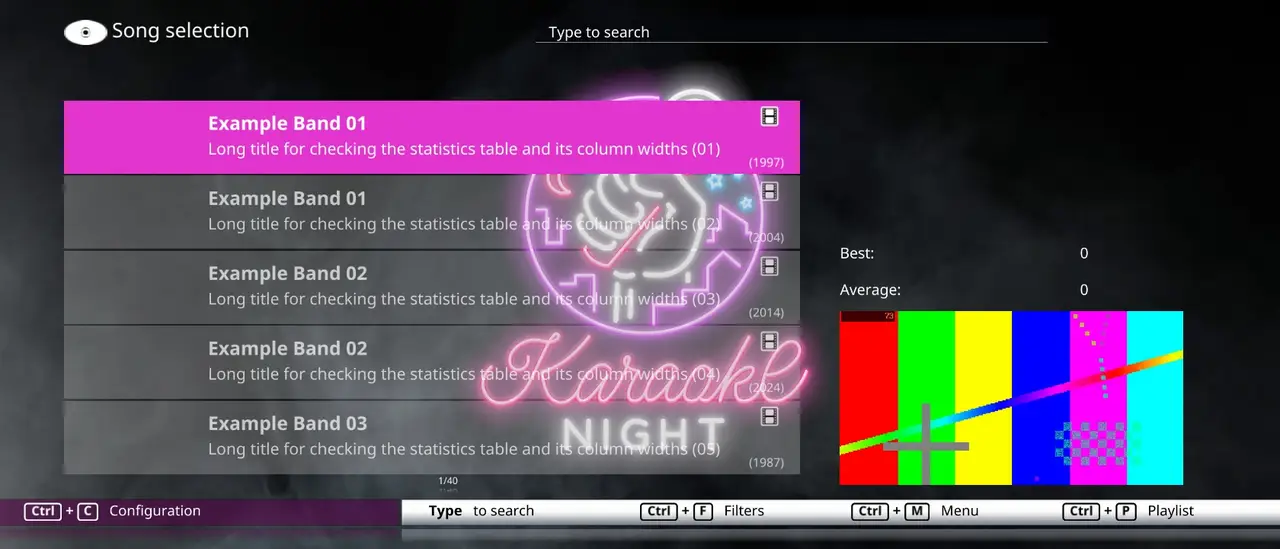 Song selection
Type to search
Example Band 01
Long title for checking the statistics table and its column widths (01)
(1997)
Example Band 01
Long title for checking the statistics table and its column widths (02)
(2004)
Example Band 02
Long title for checking the statistics table and its column widths (03)
(2014)
Example Band 02
Long title for checking the statistics table and its column widths (04)
(2024)
Example Band 03
Long title for checking the statistics table and its column widths (05)
(1987)
Karaoke
NIGHT
Best: 0
Average: 0
73
1/40
Ctrl + C Configuration
Type to search
Ctrl + F Filters
Ctrl + M Menu
Ctrl + P Playlist